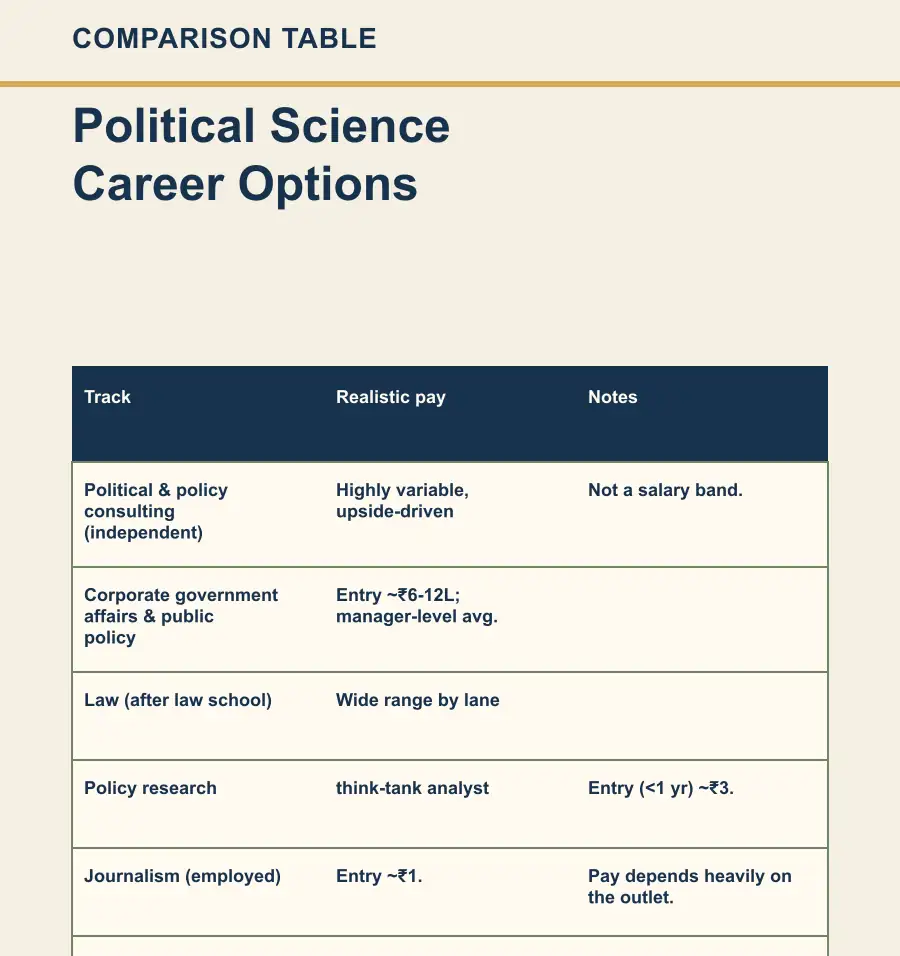 COMPARISON TABLE
Political Science
Career Options
Track
Realistic pay
Notes
Political & policy
consulting
(independent)
Highly variable,
upside-driven
Not a salary band.
Corporate government
affairs & public
policy
Entry ~₹6-12L;
manager-level avg.
Law (after law school)
Wide range by lane
Policy research
think-tank analyst
Entry (<1 yr) ~₹3.
Journalism (employed)
Entry ~₹1.
Pay depends heavily on
the outlet.